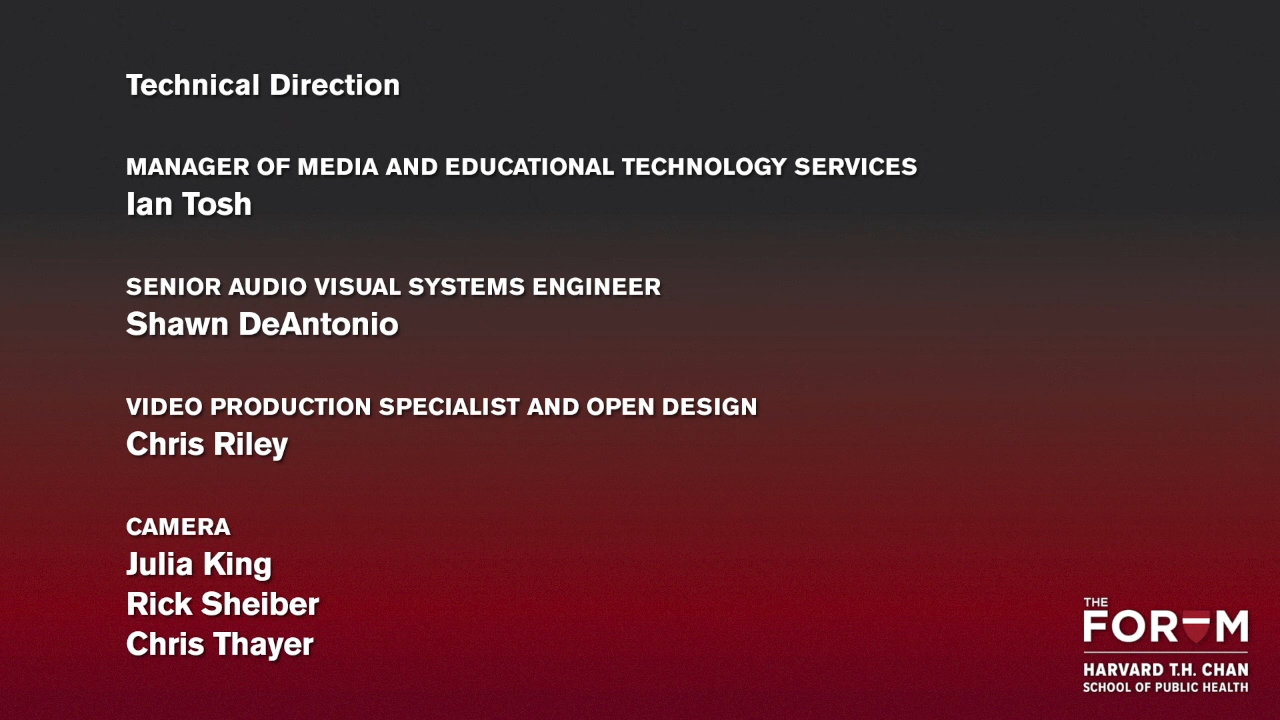 Technical Direction
MANAGER OF MEDIA AND EDUCATIONAL TECHNOLOGY SERVICES
Ian Tosh
SENIOR AUDIO VISUAL SYSTEMS ENGINEER
Shawn DeAntonio
VIDEO PRODUCTION SPECIALIST AND OPEN DESIGN
Chris Riley
CAMERA
Julia King
Rick Sheiber
Chris Thayer
THE
FORUM
HARVARD T.H. CHAN
SCHOOL OF PUBLIC HEALTH